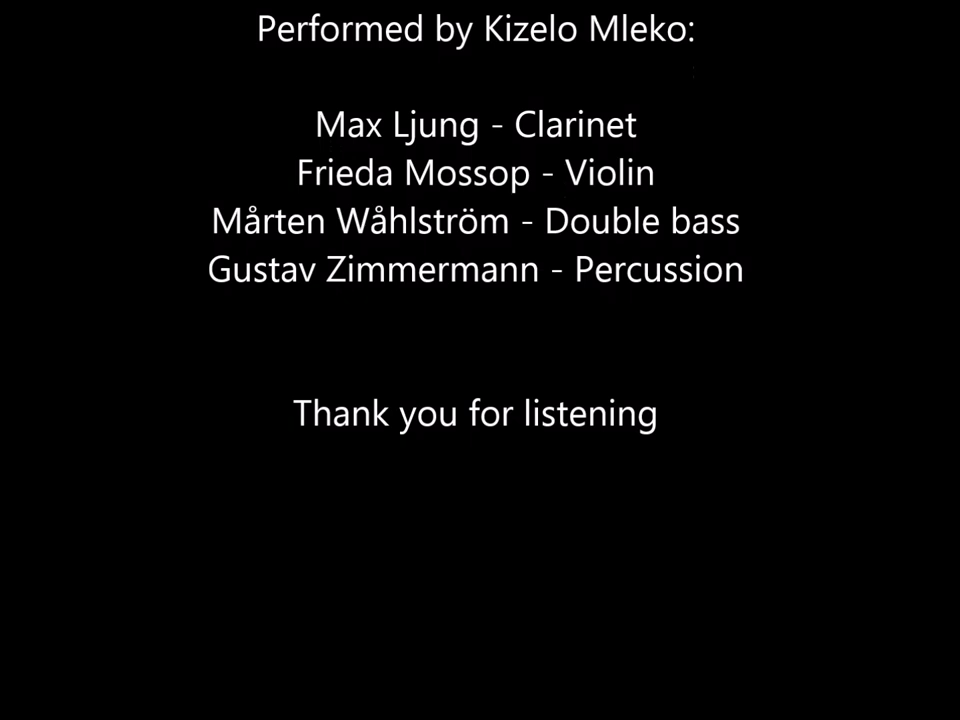 Performed by Kizelo Mleko:
Max Ljung - Clarinet
Frieda Mossop - Violin
Mårten Wåhlström - Double bass
Gustav Zimmermann - Percussion
Thank you for listening